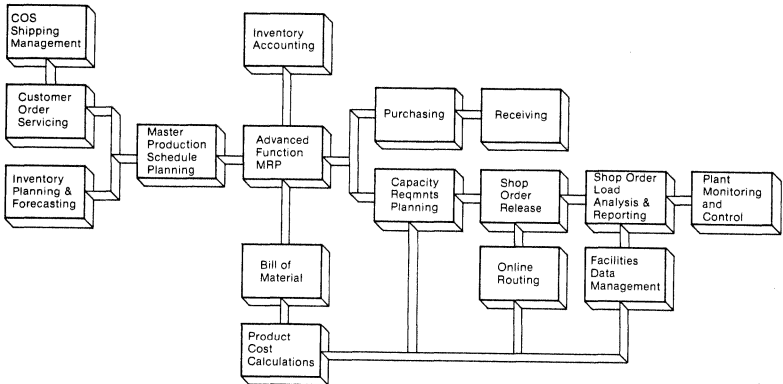 COS
Shipping
Management
Customer
Order
Servicing
Inventory
Planning &
Forecasting
Master
Production
Schedule
Planning
Inventory
Accounting
Advanced
Function
MRP
Bill of
Material
Product
Cost
Calculations
Purchasing
Receiving
Capacity
Reqmnts
Planning
Shop
Order
Release
Shop Order
Load
Analysis &
Reporting
Plant
Monitoring
and
Control
Online
Routing
Facilities
Data
Management